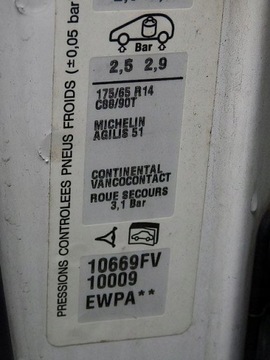 PRESSIONS CONTROLEES PNEUS FROIDS (±0,05 bar)
Bar
2,5 2,9
175/65 R14
C88/90T
MICHELIN
AGILIS 51
CONTINENTAL
VANCOCONTACT
ROUE SECOURS
3,1 Bar
10669FV
10009
EWPA**